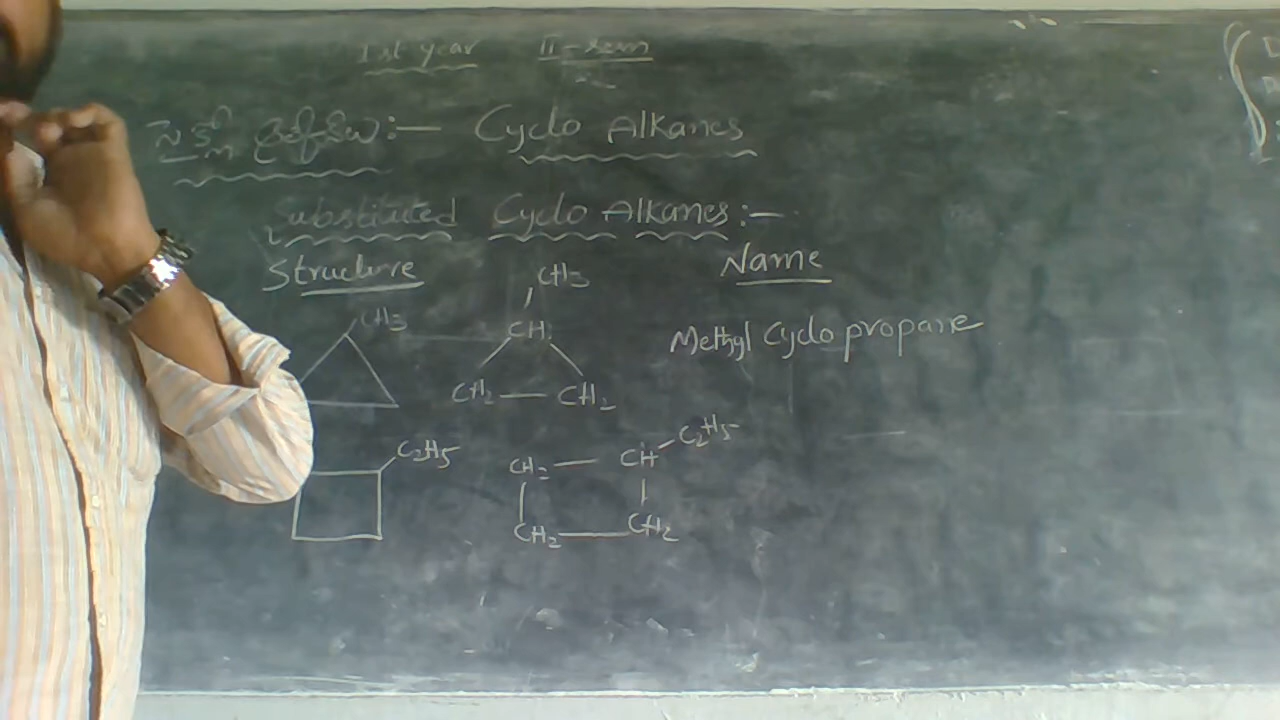 1st year II-sem
Cyclo Alkanes
Substituted Cyclo Alkanes:-
Structure Name
CH3
CH3 CH Methyl Cyclo propane
CH2 — CH2
C2H5 CH2 — CH C2H5
CH2 — CH2